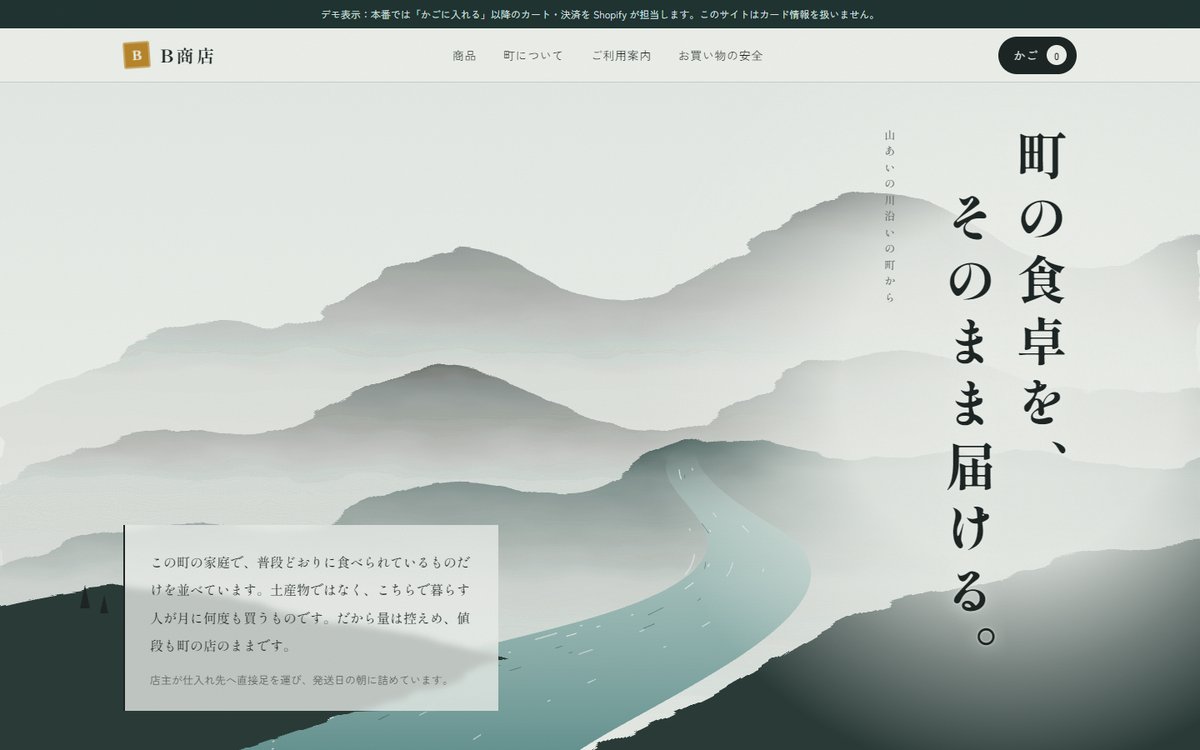 デモ表示：本番では「かごに入れる」以降のカート・決済を Shopify が担当します。このサイトはカード情報を扱いません。
B
B商店
商品
町について
ご利用案内
お買い物の安全
かご 0
町の食卓を、
そのまま届ける。
山あいの川沿いの町から
この町の家庭で、普段どおりに食べられているものだ
けを並べています。土産物ではなく、こちらで暮らす
人が月に何度も買うものです。だから量は控えめ、値
段も町の店のままです。
店主が仕入れ先へ直接足を運び、発送日の朝に詰めています。